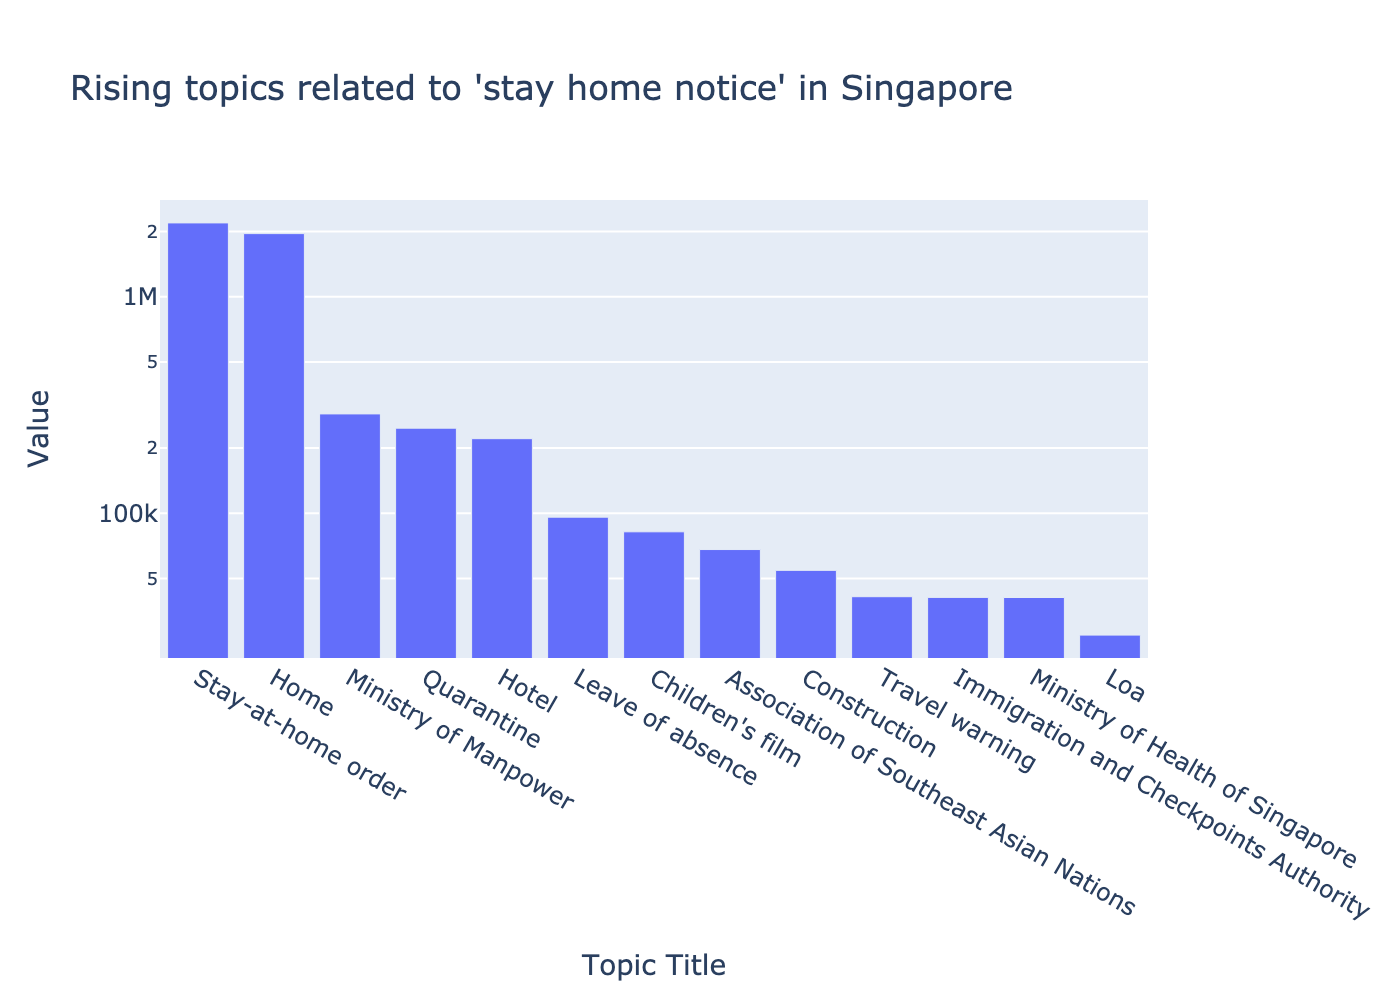 Rising topics related to 'stay home notice' in Singapore
2
1M
5
2
100k
5
Value
Stay-at-home order
Home
Ministry of Manpower
Quarantine
Hotel
Leave of absence
Children's film
Association of Southeast Asian Nations
Construction
Travel warning
Immigration and Checkpoints Authority
Ministry of Health of Singapore
Loa
Topic Title